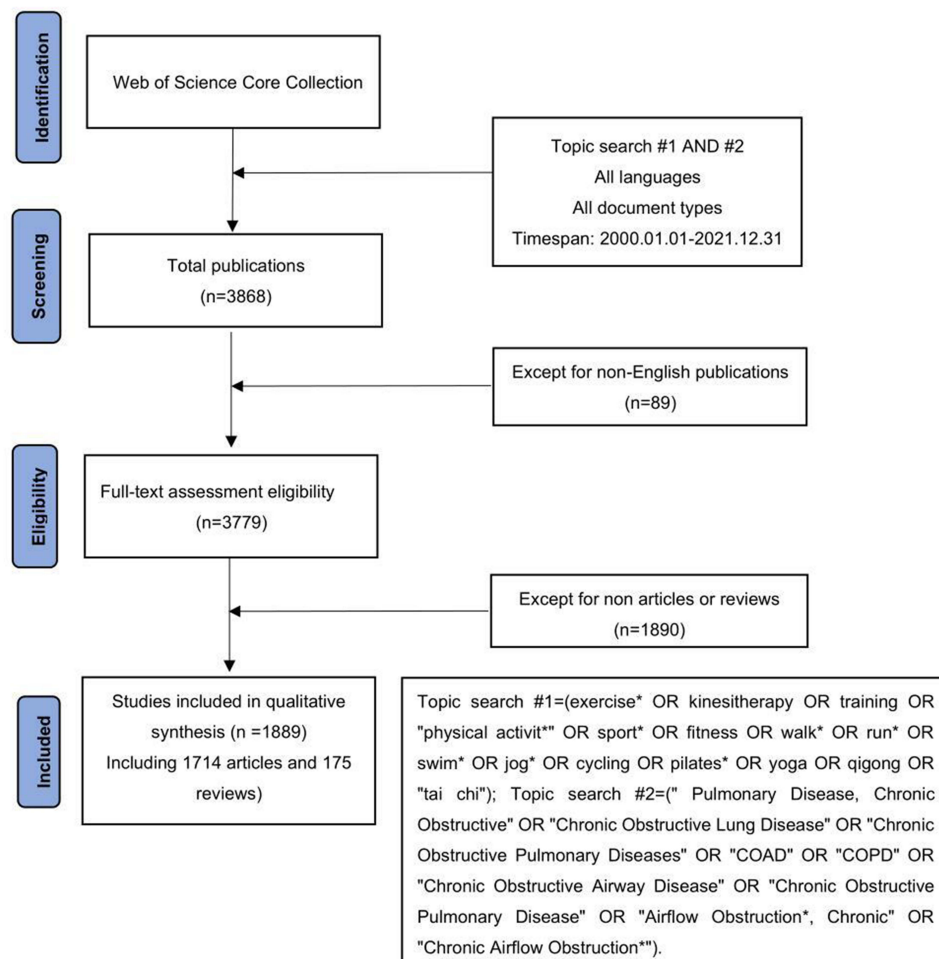 Identification
Web of Science Core Collection
Topic search #1 AND #2
All languages
All document types
Timespan: 2000.01.01-2021.12.31
Screening
Total publications
(n=3868)
Except for non-English publications
(n=89)
Eligibility
Full-text assessment eligibility
(n=3779)
Except for non articles or reviews
(n=1890)
Included
Studies included in qualitative
synthesis (n =1889)
Including 1714 articles and 175
reviews)
Topic search #1=(exercise* OR kinesitherapy OR training OR
"physical activit*" OR sport* OR fitness OR walk* OR run* OR
swim* OR jog* OR cycling OR pilates* OR yoga OR qigong OR
"tai chi"); Topic search #2=(" Pulmonary Disease, Chronic
Obstructive" OR "Chronic Obstructive Lung Disease" OR "Chronic
Obstructive Pulmonary Diseases" OR "COAD" OR "COPD" OR
"Chronic Obstructive Airway Disease" OR "Chronic Obstructive
Pulmonary Disease" OR "Airflow Obstruction*, Chronic" OR
"Chronic Airflow Obstruction*").